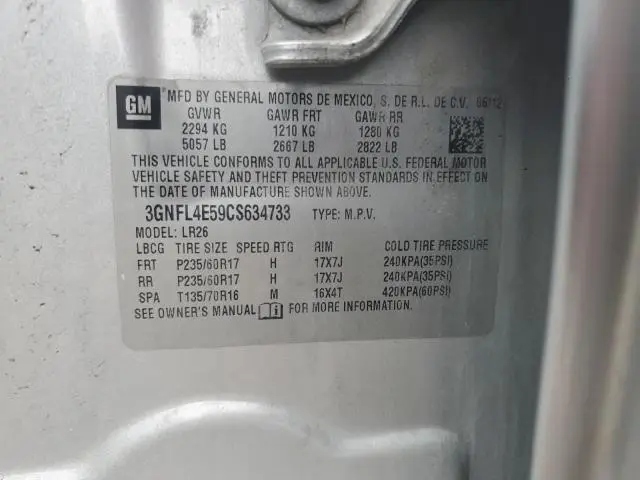 GM
MFD BY GENERAL MOTORS DE MEXICO, S. DE R.L. DE C.V. 06/12
GVWR GAWR FRT GAWR RR
2294 KG 1210 KG 1280 KG
5057 LB 2667 LB 2822 LB
THIS VEHICLE CONFORMS TO ALL APPLICABLE U.S. FEDERAL MOTOR
VEHICLE SAFETY AND THEFT PREVENTION STANDARDS IN EFFECT ON
THE DATE OF MANUFACTURE SHOWN ABOVE.
3GNFL4E59CS634733 TYPE: M.P.V.
MODEL: LR26
LBCG TIRE SIZE SPEED RTG RIM COLD TIRE PRESSURE
FRT P235/60R17 H 17X7J 240KPA(35PSI)
RR P235/60R17 H 17X7J 240KPA(35PSI)
SPA T135/70R16 M 16X4T 420KPA(60PSI)
SEE OWNER'S MANUAL FOR MORE INFORMATION.